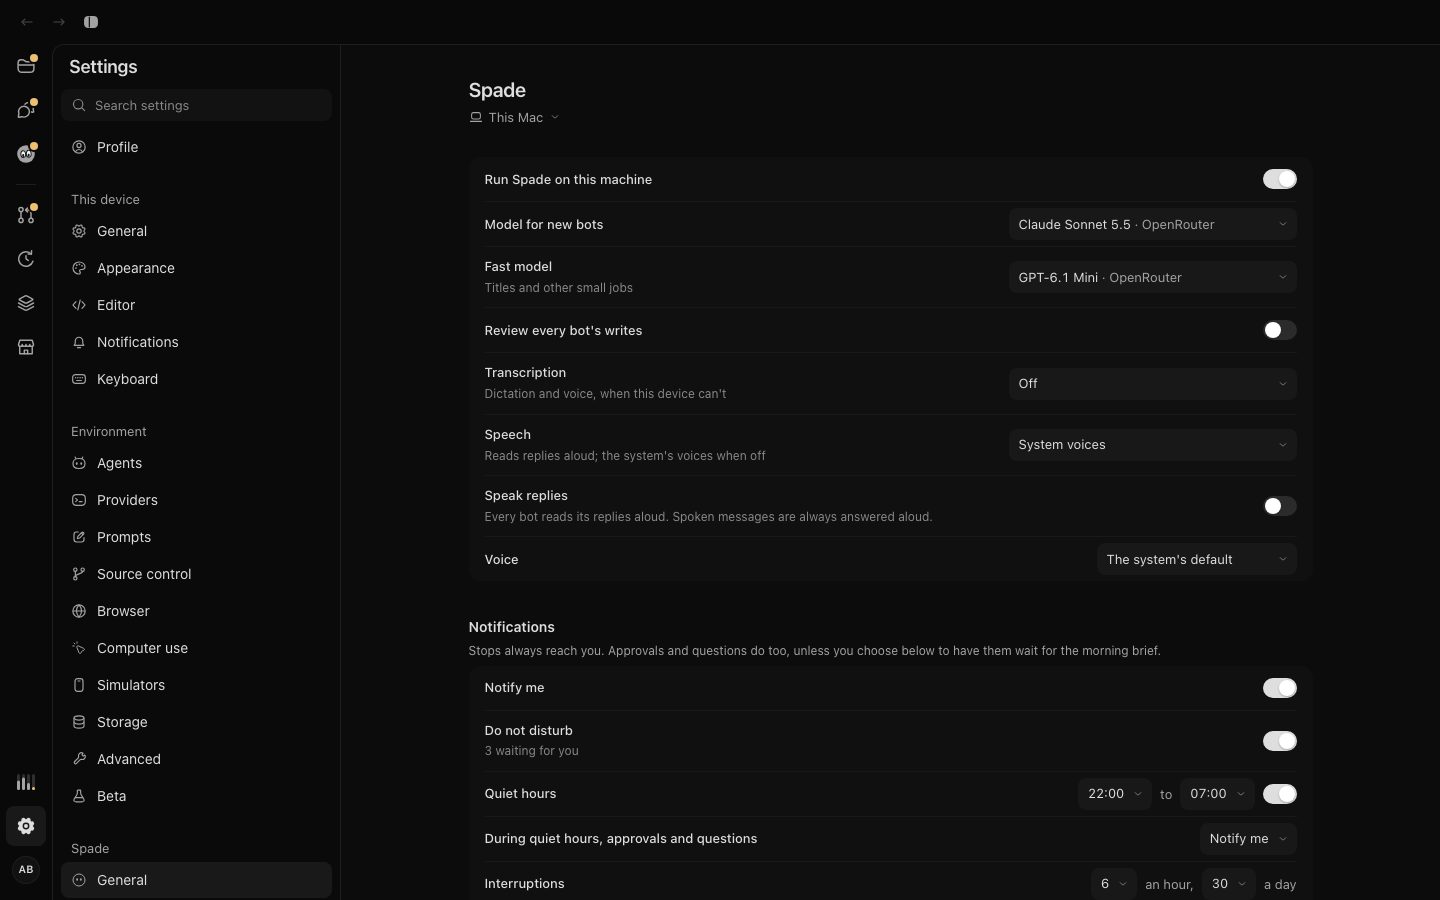 Settings
Search settings
Profile
This device
General
Appearance
Editor
Notifications
Keyboard
Environment
Agents
Providers
Prompts
Source control
Browser
Computer use
Simulators
Storage
Advanced
Beta
Spade
General
AB
Spade
This Mac
Run Spade on this machine
Model for new bots
Claude Sonnet 5.5 · OpenRouter
Fast model
Titles and other small jobs
GPT-6.1 Mini · OpenRouter
Review every bot's writes
Transcription
Dictation and voice, when this device can't
Off
Speech
Reads replies aloud; the system's voices when off
System voices
Speak replies
Every bot reads its replies aloud. Spoken messages are always answered aloud.
Voice
The system's default
Notifications
Stops always reach you. Approvals and questions do too, unless you choose below to have them wait for the morning brief.
Notify me
Do not disturb
3 waiting for you
Quiet hours
22:00 to 07:00
During quiet hours, approvals and questions
Notify me
Interruptions
6 an hour, 30 a day